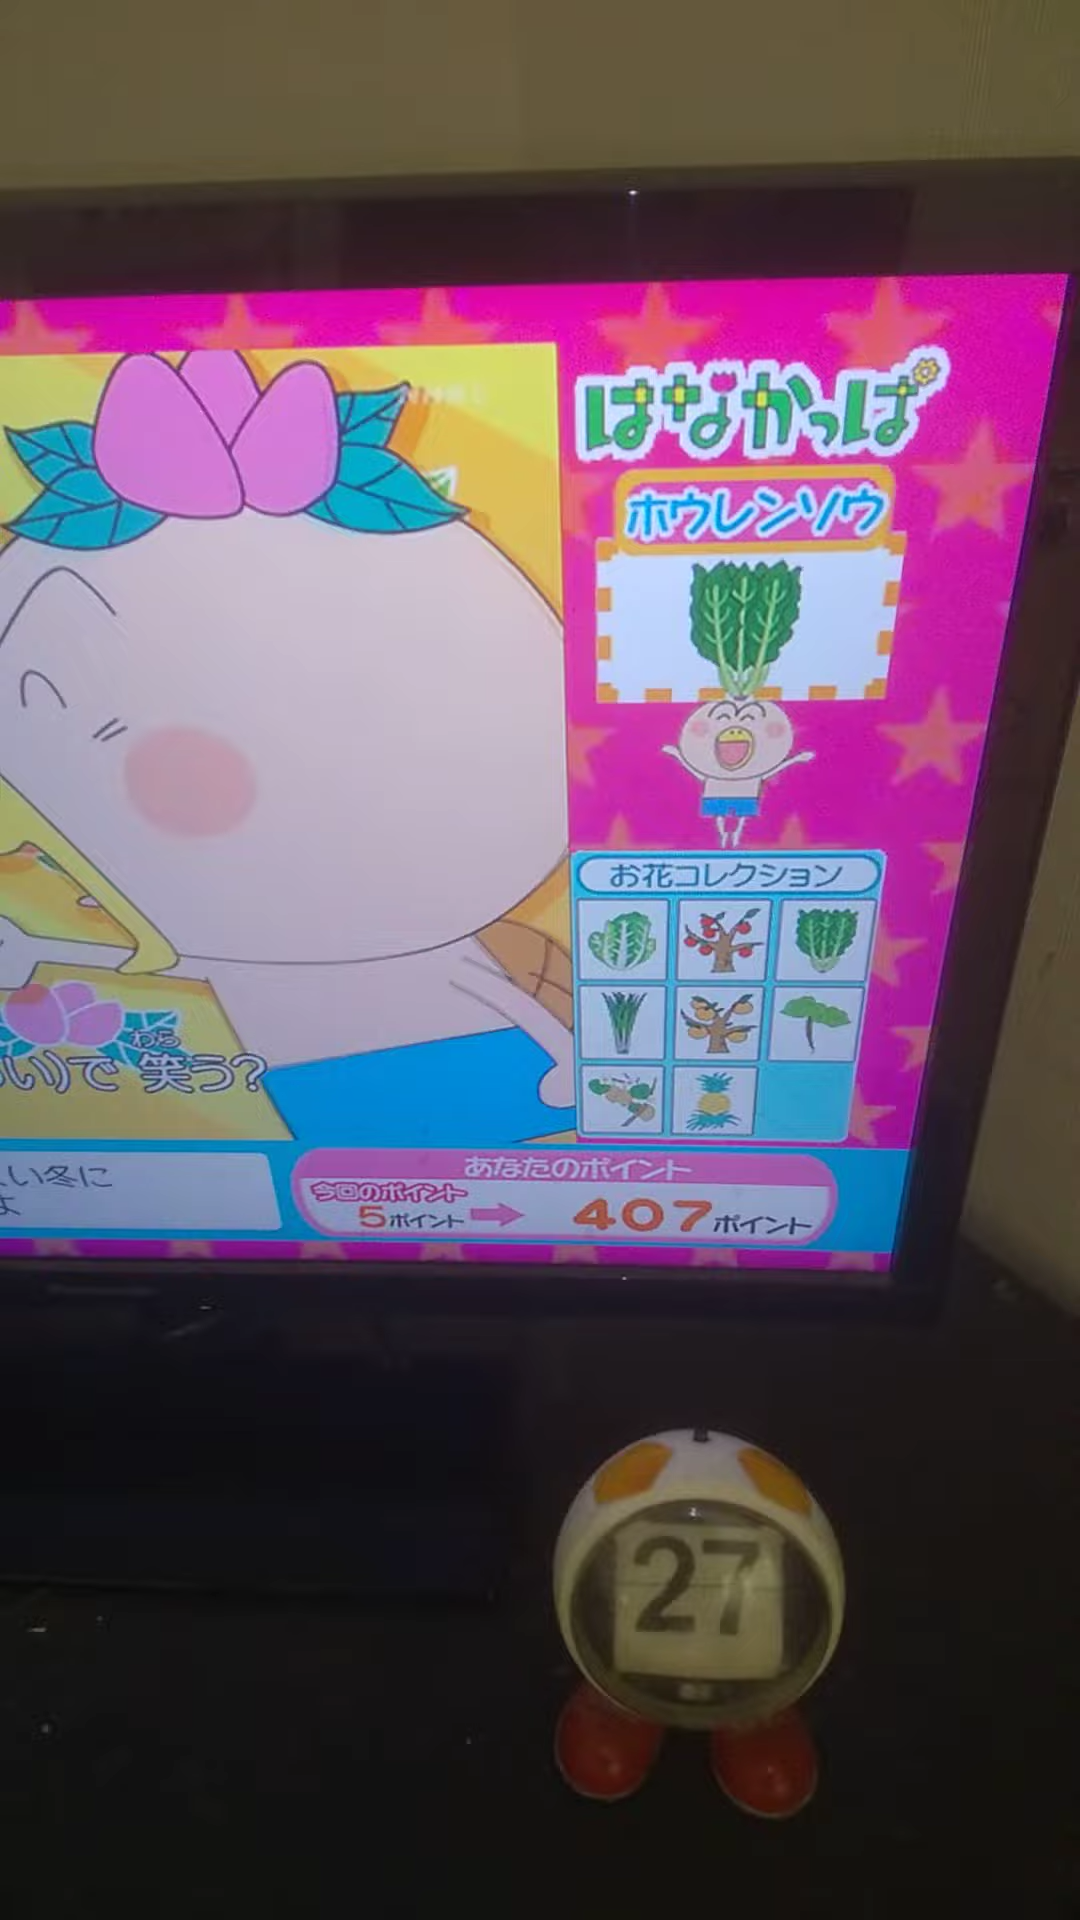 はなかっぱ
ホウレンソウ
お花コレクション
わら
い)で 笑う?
い冬に
よ
あなたのポイント
今回のポイント
5ポイント
407ポイント
27